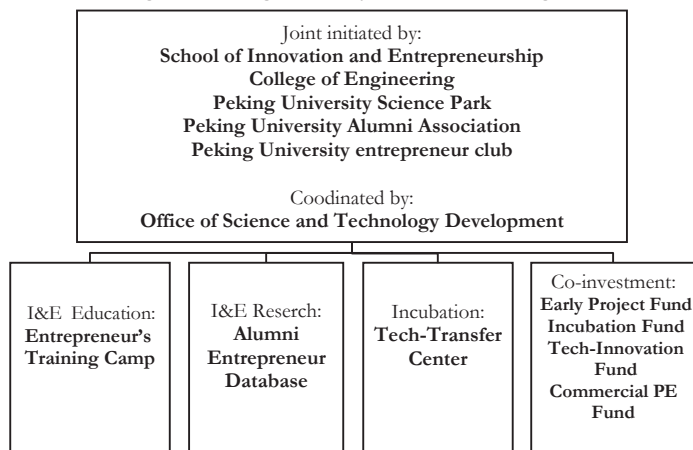 Joint initiated by:
School of Innovation and Entrepreneurship
College of Engineering
Peking University Science Park
Peking University Alumni Association
Peking University entrepreneur club
Coodinated by:
Office of Science and Technology Development
I&E Education:
Entrepreneur's
Training Camp
I&E Reserch:
Alumni
Entrepreneur
Database
Incubation:
Tech-Transfer
Center
Co-investment:
Early Project Fund
Incubation Fund
Tech-Innovation
Fund
Commercial PE
Fund